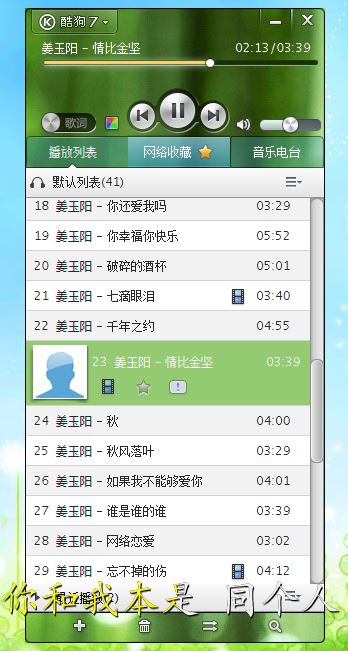 酷狗 7
姜玉阳 - 情比金坚
02:13/03:39
歌词
播放列表 网络收藏 音乐电台
默认列表(41)
18 姜玉阳 - 你还爱我吗 03:29
19 姜玉阳 - 你幸福你快乐 05:52
20 姜玉阳 - 破碎的酒杯 05:01
21 姜玉阳 - 七滴眼泪 03:40
22 姜玉阳 - 千年之约 04:55
23 姜玉阳 - 情比金坚 03:39
24 姜玉阳 - 秋 04:00
25 姜玉阳 - 秋风落叶 03:29
26 姜玉阳 - 如果我不能够爱你 04:01
27 姜玉阳 - 谁是谁的谁 03:39
28 姜玉阳 - 网络恋爱 03:02
29 姜玉阳 - 忘不掉的伤 04:12
你和我本是 同个人